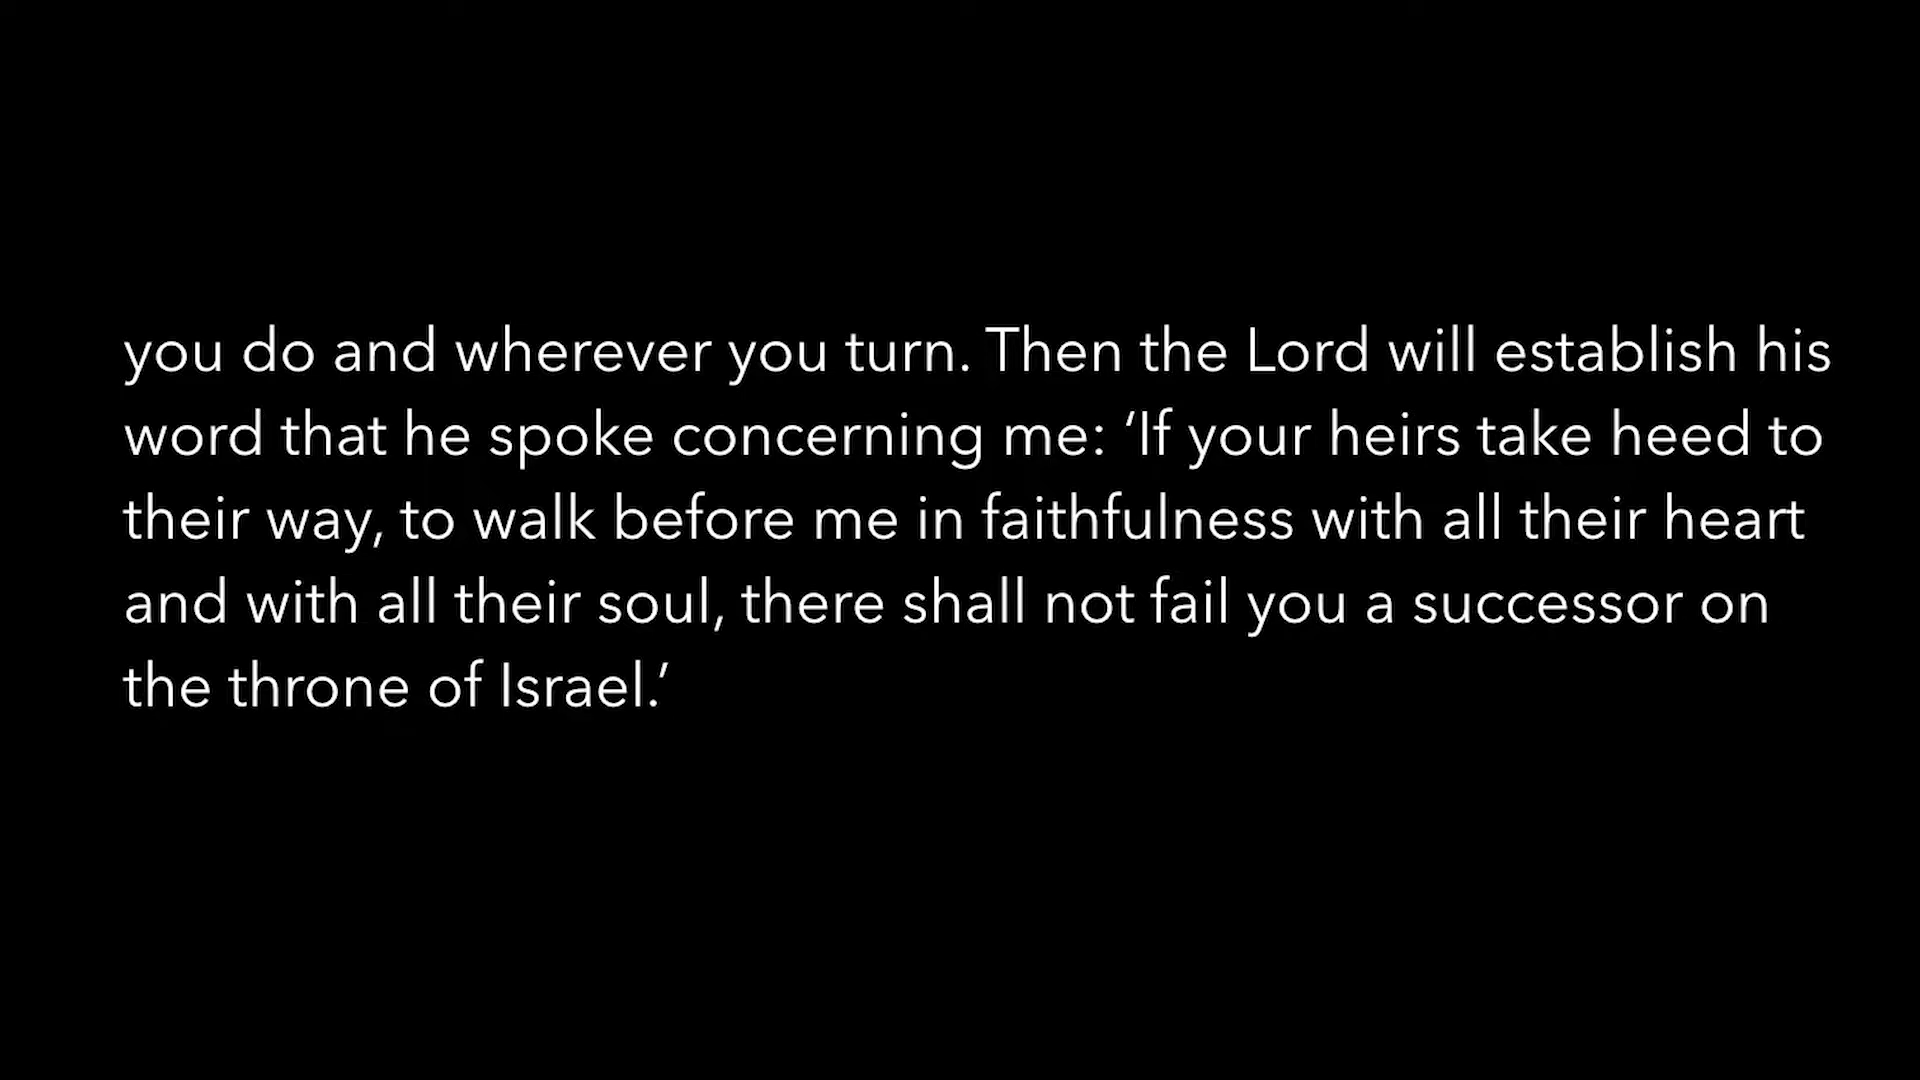 you do and wherever you turn. Then the Lord will establish his
word that he spoke concerning me: ‘If your heirs take heed to
their way, to walk before me in faithfulness with all their heart
and with all their soul, there shall not fail you a successor on
the throne of Israel.’